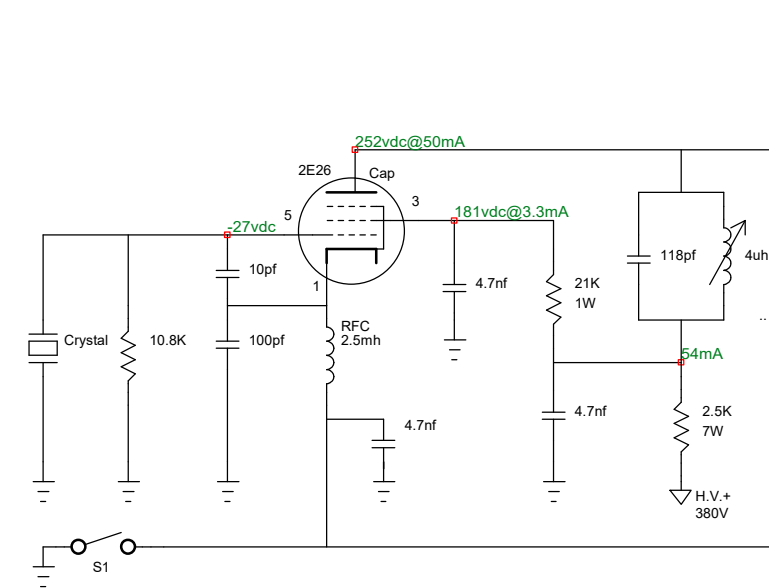 252vdc@50mA
2E26
Cap
3
5
181vdc@3.3mA
-27vdc
10pf
118pf
4uh
4.7nf
21K
1W
1
..
RFC
2.5mh
Crystal
10.8K
100pf
54mA
4.7nf
2.5K
7W
4.7nf
H.V.+
380V
S1